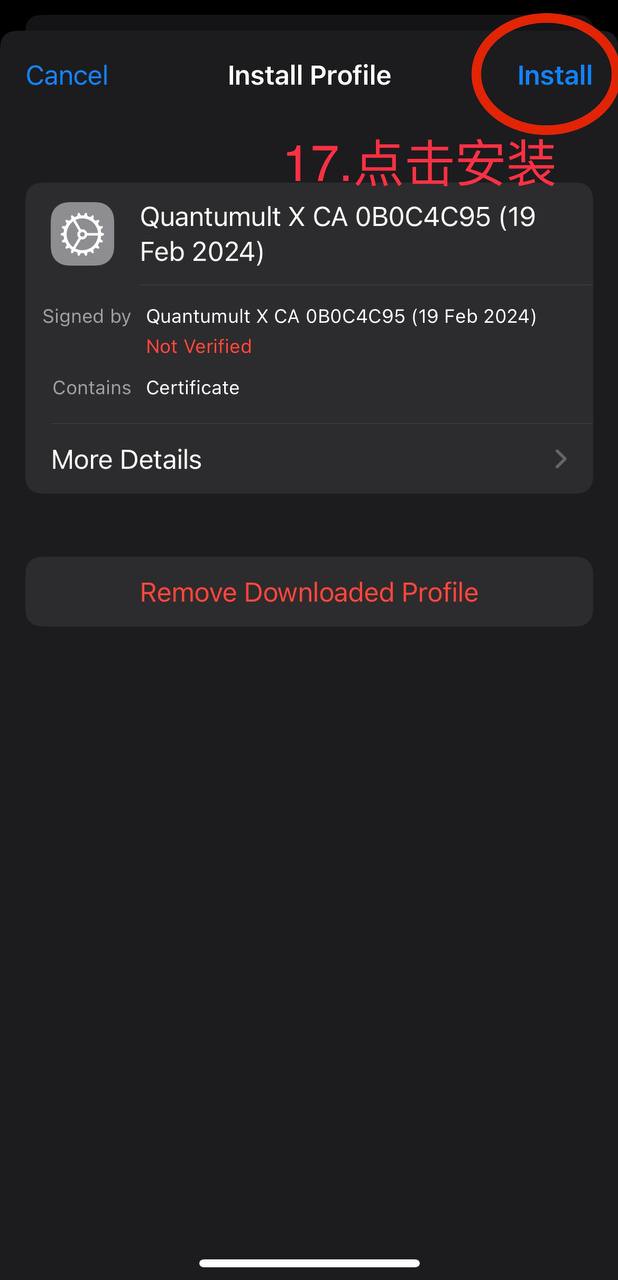 Cancel
Install Profile
Install
17.点击安装
Quantumult X CA 0B0C4C95 (19
Feb 2024)
Signed by
Quantumult X CA 0B0C4C95 (19 Feb 2024)
Not Verified
Contains
Certificate
More Details
Remove Downloaded Profile